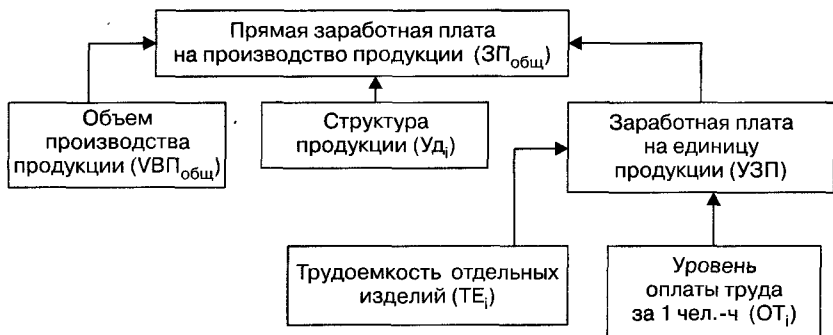 Прямая заработная плата
на производство продукции (ЗПобщ)
Объем
производства
продукции (VВПобщ)
Структура
продукции (Удi)
Заработная плата
на единицу
продукции (УЗП)
Трудоемкость отдельных
изделий (ТЕi)
Уровень
оплаты труда
за 1 чел.-ч (ОТi)